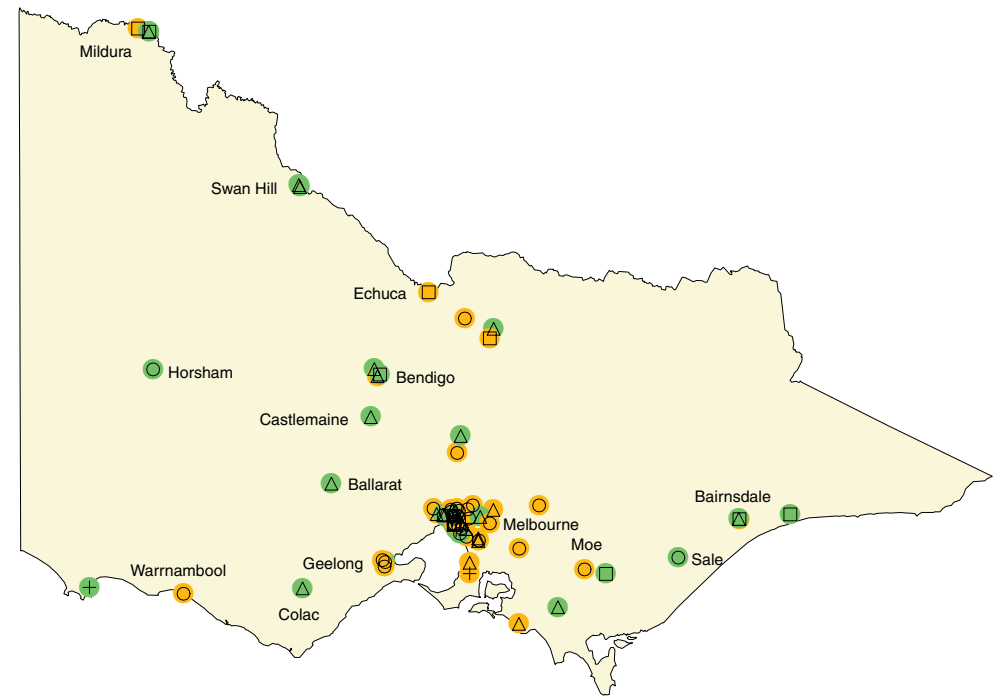 Mildura
Swan Hill
Echuca
Horsham
Bendigo
Castlemaine
Ballarat
Bairnsdale
Melbourne
Moe
Geelong
Sale
Warrnambool
Colac